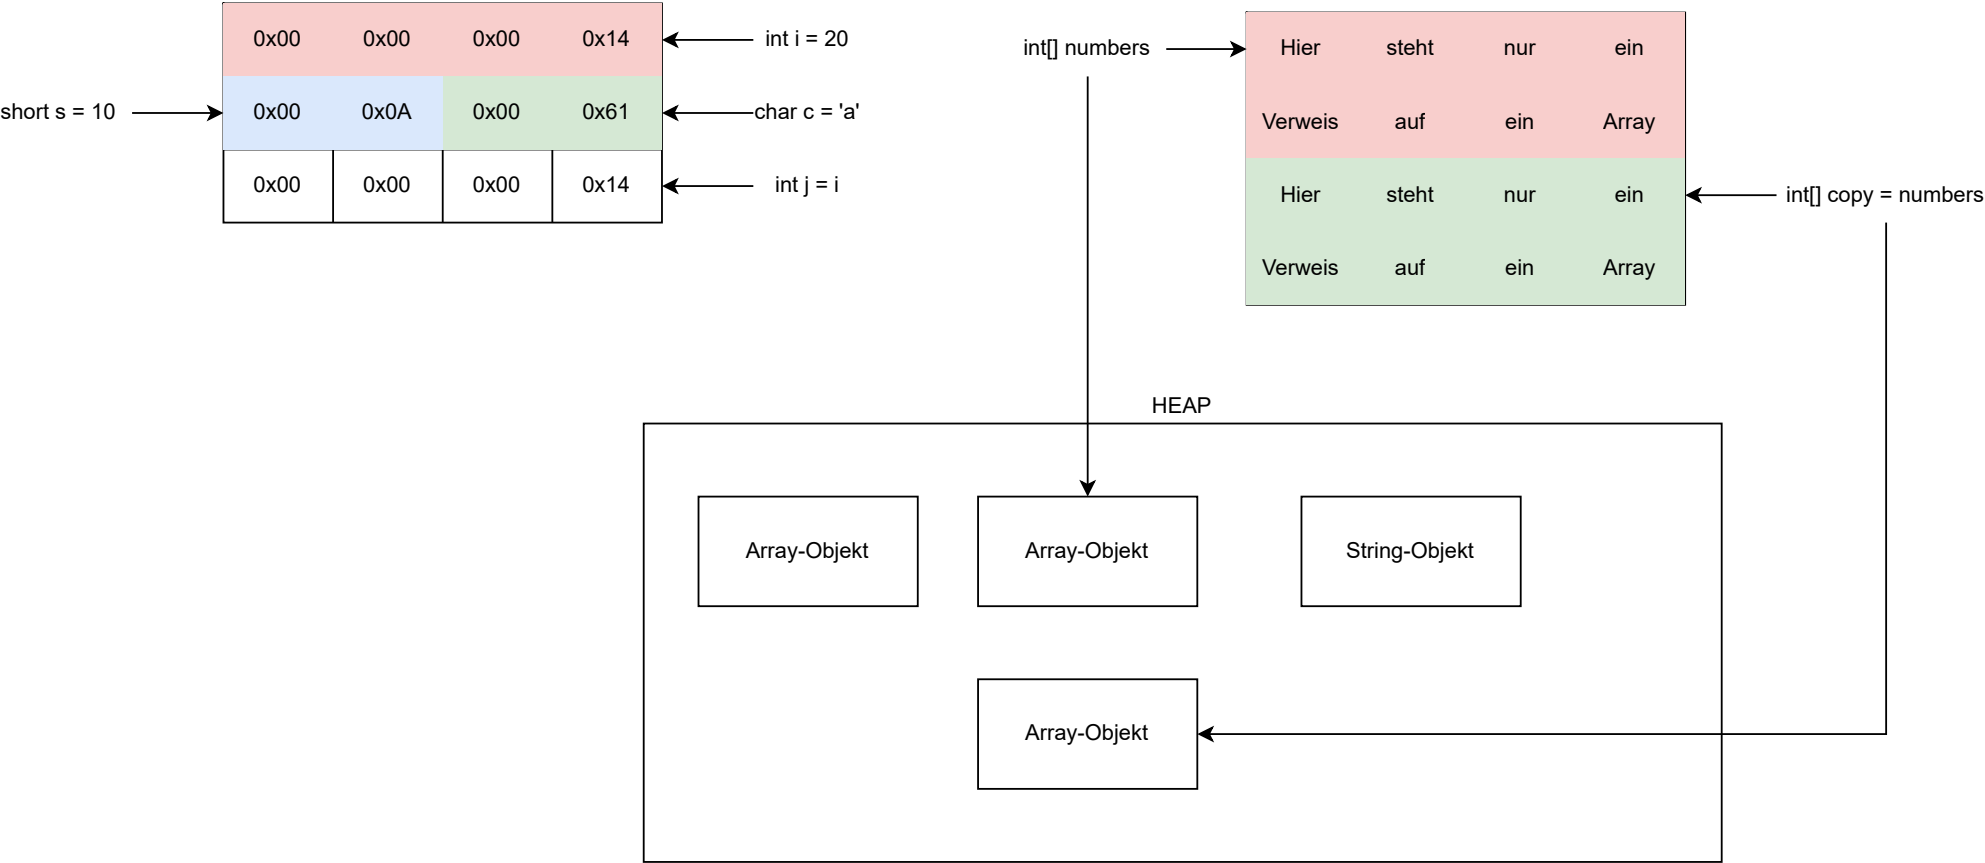 0x00 0x00 0x00 0x14 int i = 20
short s = 10 0x00 0x0A 0x00 0x61 char c = 'a'
0x00 0x00 0x00 0x14 int j = i
int[] numbers Hier steht nur ein
Verweis auf ein Array
Hier steht nur ein int[] copy = numbers
Verweis auf ein Array
HEAP
Array-Objekt Array-Objekt String-Objekt
Array-Objekt